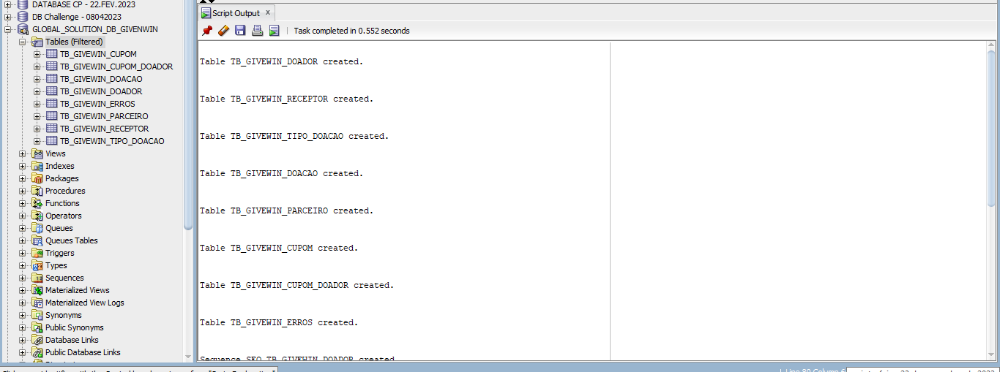 DATABASE CP - 22.FEV.2023
DB Challenge - 08042023
GLOBAL_SOLUTION_DB_GIVENWIN
Tables (Filtered)
TB_GIVEWIN_CUPOM
TB_GIVEWIN_CUPOM_DOADOR
TB_GIVEWIN_DOACAO
TB_GIVEWIN_DOADOR
TB_GIVEWIN_ERROS
TB_GIVEWIN_PARCEIRO
TB_GIVEWIN_RECEPTOR
TB_GIVEWIN_TIPO_DOACAO
Views
Indexes
Packages
Procedures
Functions
Operators
Queues
Queues Tables
Triggers
Types
Sequences
Materialized Views
Materialized View Logs
Synonyms
Public Synonyms
Database Links
Public Database Links
Script Output x
Task completed in 0.552 seconds
Table TB_GIVEWIN_DOADOR created.
Table TB_GIVEWIN_RECEPTOR created.
Table TB_GIVEWIN_TIPO_DOACAO created.
Table TB_GIVEWIN_DOACAO created.
Table TB_GIVEWIN_PARCEIRO created.
Table TB_GIVEWIN_CUPOM created.
Table TB_GIVEWIN_CUPOM_DOADOR created.
Table TB_GIVEWIN_ERROS created.
Sequence SEQ_TB_GIVEWIN_DOADOR created
Line 80 Column